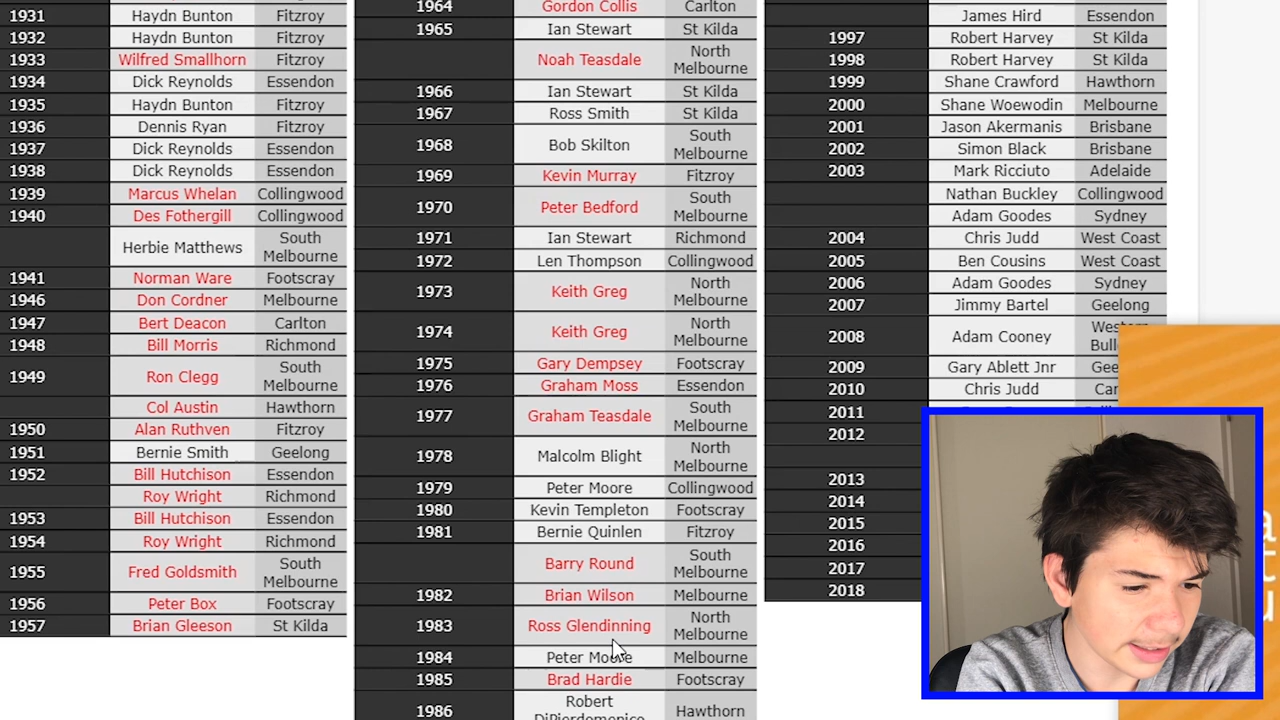 1931 Haydn Bunton Fitzroy
1932 Haydn Bunton Fitzroy
1933 Wilfred Smallhorn Fitzroy
1934 Dick Reynolds Essendon
1935 Haydn Bunton Fitzroy
1936 Dennis Ryan Fitzroy
1937 Dick Reynolds Essendon
1938 Dick Reynolds Essendon
1939 Marcus Whelan Collingwood
1940 Des Fothergill Collingwood
Herbie Matthews South
Melbourne
1941 Norman Ware Footscray
1946 Don Cordner Melbourne
1947 Bert Deacon Carlton
1948 Bill Morris Richmond
1949 Ron Clegg South
Melbourne
Col Austin Hawthorn
1950 Alan Ruthven Fitzroy
1951 Bernie Smith Geelong
1952 Bill Hutchison Essendon
Roy Wright Richmond
1953 Bill Hutchison Essendon
1954 Roy Wright Richmond
1955 Fred Goldsmith South
Melbourne
1956 Peter Box Footscray
1957 Brian Gleeson St Kilda
1964 Gordon Collis Carlton
1965 Ian Stewart St Kilda
Noah Teasdale North
Melbourne
1966 Ian Stewart St Kilda
1967 Ross Smith St Kilda
1968 Bob Skilton South
Melbourne
1969 Kevin Murray Fitzroy
1970 Peter Bedford South
Melbourne
1971 Ian Stewart Richmond
1972 Len Thompson Collingwood
1973 Keith Greg North
Melbourne
1974 Keith Greg North
Melbourne
1975 Gary Dempsey Footscray
1976 Graham Moss Essendon
1977 Graham Teasdale South
Melbourne
1978 Malcolm Blight North
Melbourne
1979 Peter Moore Collingwood
1980 Kevin Templeton Footscray
1981 Bernie Quinlen Fitzroy
Barry Round South
Melbourne
1982 Brian Wilson Melbourne
1983 Ross Glendinning North
Melbourne
1984 Peter Moore Melbourne
1985 Brad Hardie Footscray
1986 Robert
DiPierdomenico Hawthorn
James Hird Essendon
1997 Robert Harvey St Kilda
1998 Robert Harvey St Kilda
1999 Shane Crawford Hawthorn
2000 Shane Woewodin Melbourne
2001 Jason Akermanis Brisbane
2002 Simon Black Brisbane
2003 Mark Ricciuto Adelaide
Nathan Buckley Collingwood
Adam Goodes Sydney
2004 Chris Judd West Coast
2005 Ben Cousins West Coast
2006 Adam Goodes Sydney
2007 Jimmy Bartel Geelong
2008 Adam Cooney
2009 Gary Ablett Jnr
2010 Chris Judd
2011
2012
2013
2014
2015
2016
2017
2018